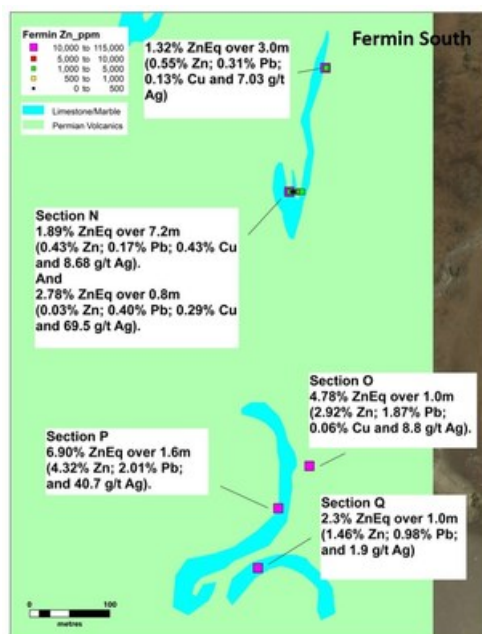 Fermin South
Fermin Zn_ppm
10,000 to 115,000
5,000 to 10,000
1,000 to 5,000
500 to 1,000
0 to 500
Limestone/Marble
Permian Volcanics
1.32% ZnEq over 3.0m
(0.55% Zn; 0.31% Pb;
0.13% Cu and 7.03 g/t
Ag)
Section N
1.89% ZnEq over 7.2m
(0.43% Zn; 0.17% Pb; 0.43% Cu
and 8.68 g/t Ag).
And
2.78% ZnEq over 0.8m
(0.03% Zn; 0.40% Pb; 0.29% Cu
and 69.5 g/t Ag).
Section O
4.78% ZnEq over 1.0m
(2.92% Zn; 1.87% Pb;
0.06% Cu and 8.8 g/t Ag).
Section P
6.90% ZnEq over 1.6m
(4.32% Zn; 2.01% Pb;
and 40.7 g/t Ag).
Section Q
2.3% ZnEq over 1.0m
(1.46% Zn; 0.98% Pb;
and 1.9 g/t Ag)
0 100
metres